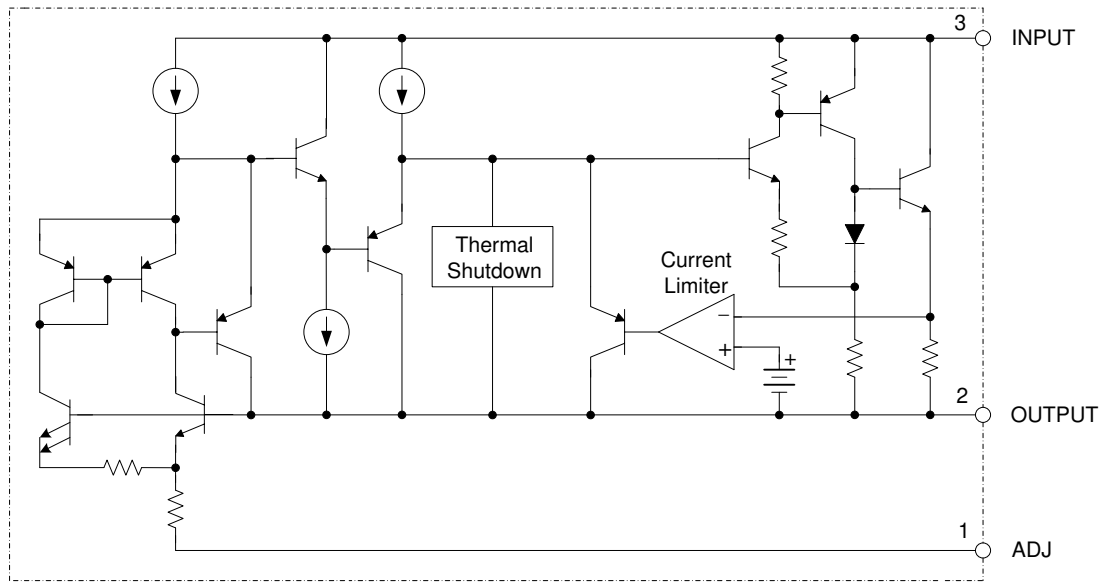 3
INPUT
Thermal
Shutdown
Current
Limiter
−
+
+
2
OUTPUT
1
ADJ